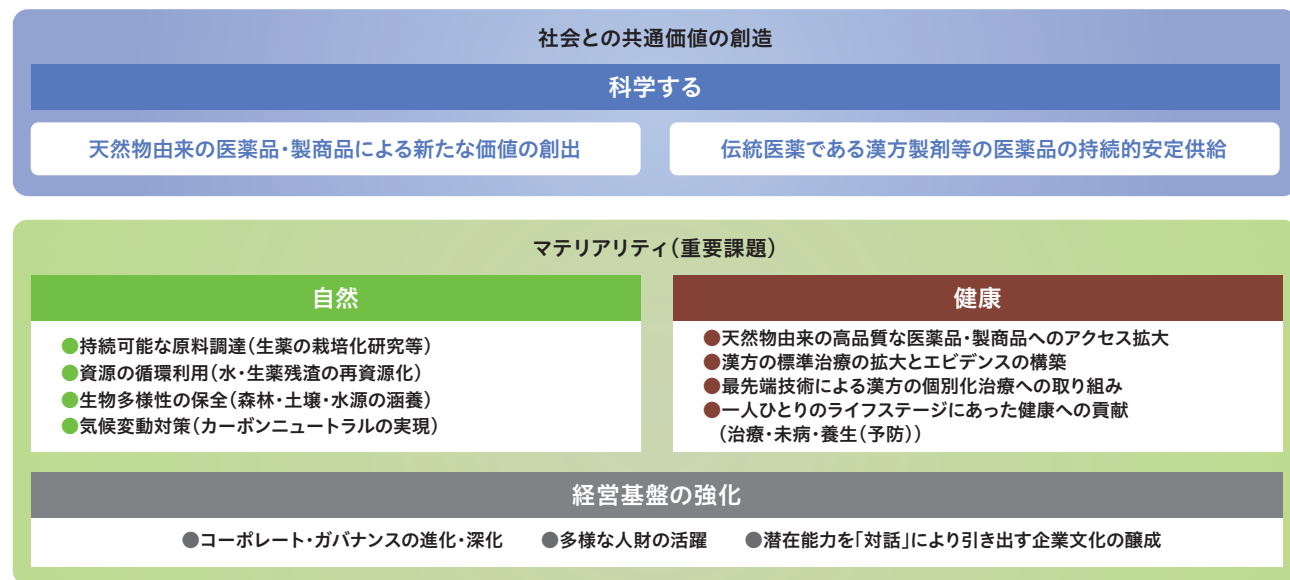 社会との共通価値の創造
科学する
天然物由来の医薬品・製商品による新たな価値の創出
伝統医薬である漢方製剤等の医薬品の持続的安定供給
マテリアリティ（重要課題）
自然
●持続可能な原料調達（生薬の栽培化研究等）
●資源の循環利用（水・生薬残渣の再資源化）
●生物多様性の保全（森林・土壌・水源の涵養）
●気候変動対策（カーボンニュートラルの実現）
健康
●天然物由来の高品質な医薬品・製商品へのアクセス拡大
●漢方の標準治療の拡大とエビデンスの構築
●最先端技術による漢方の個別化治療への取り組み
●一人ひとりのライフステージにあった健康への貢献
（治療・未病・養生（予防））
経営基盤の強化
●コーポレート・ガバナンスの進化・深化 ●多様な人財の活躍 ●潜在能力を「対話」により引き出す企業文化の醸成